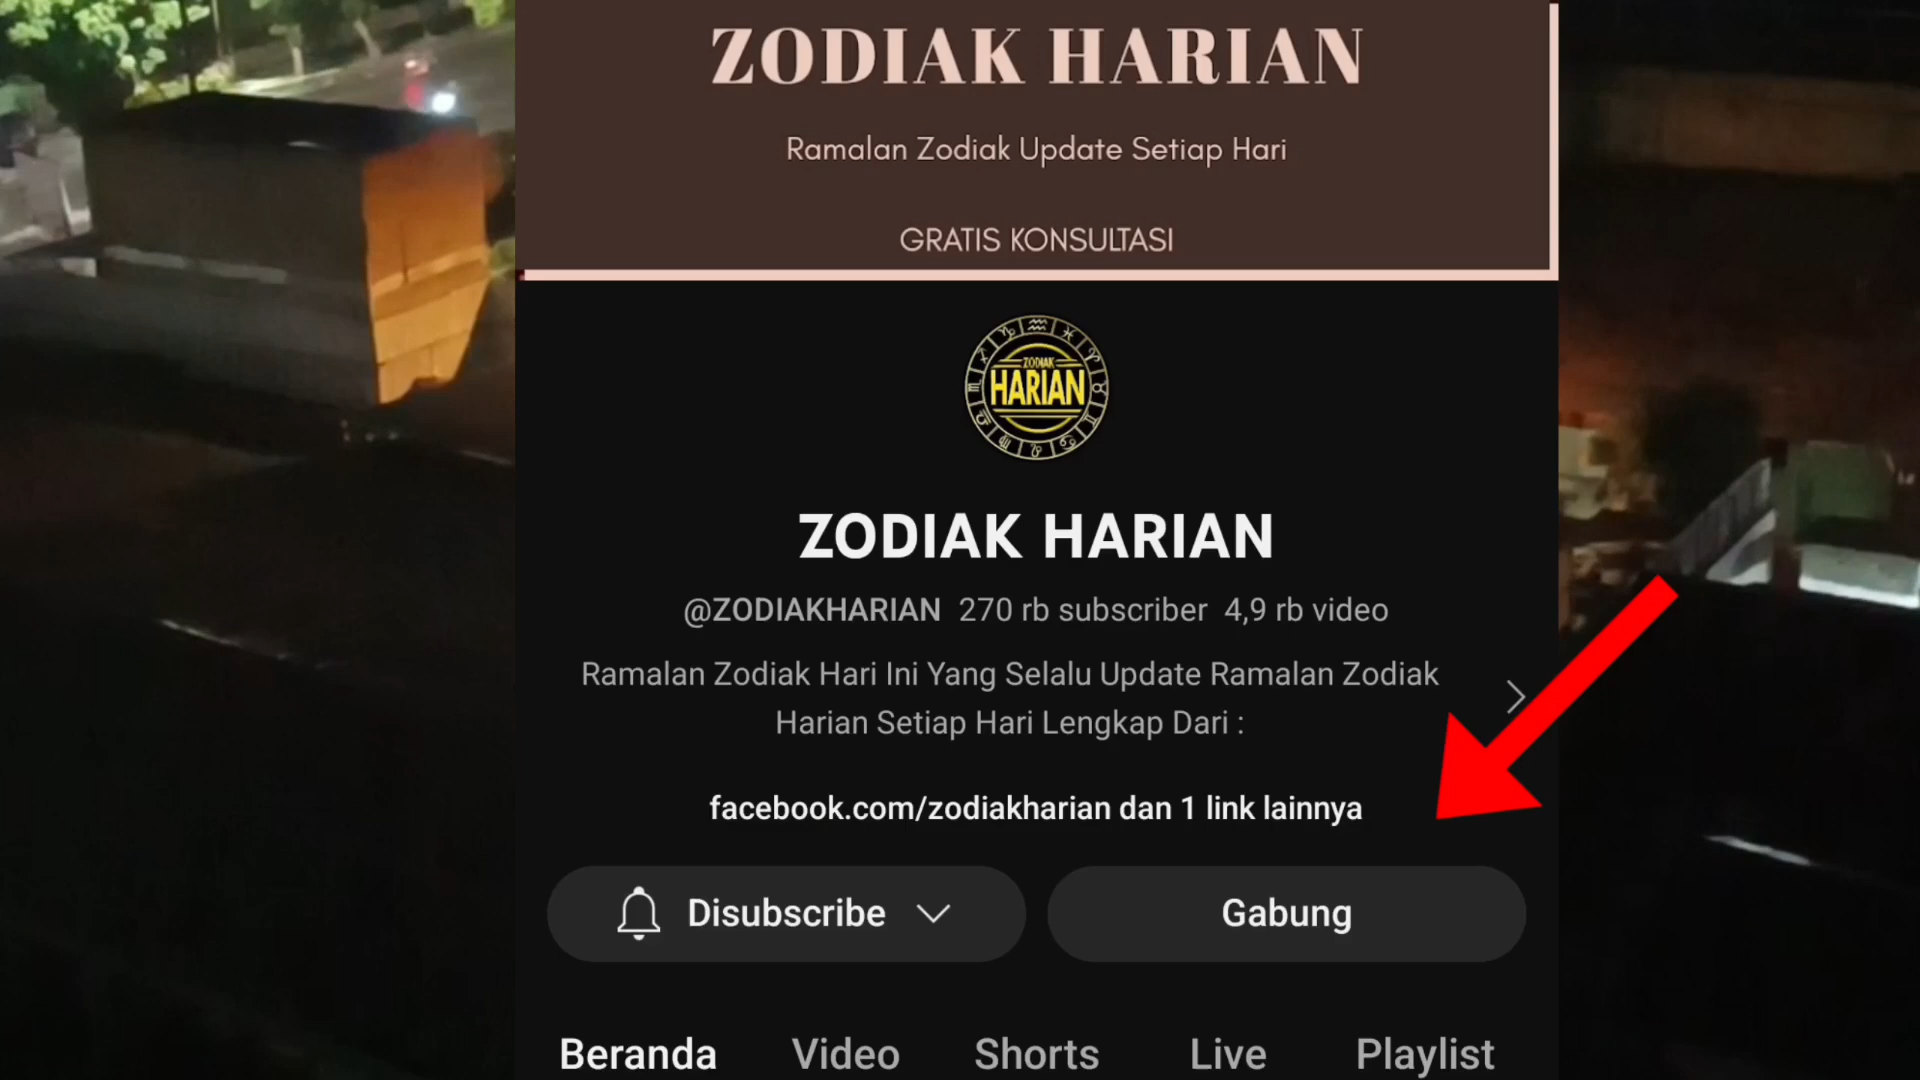 ZODIAK HARIAN
Ramalan Zodiak Update Setiap Hari
GRATIS KONSULTASI
ZODIAK
HARIAN
ZODIAK HARIAN
@ZODIAKHARIAN 270 rb subscriber 4,9 rb video
Ramalan Zodiak Hari Ini Yang Selalu Update Ramalan Zodiak
Harian Setiap Hari Lengkap Dari :
facebook.com/zodiakharian dan 1 link lainnya
Disubscribe
Gabung
Beranda Video Shorts Live Playlist